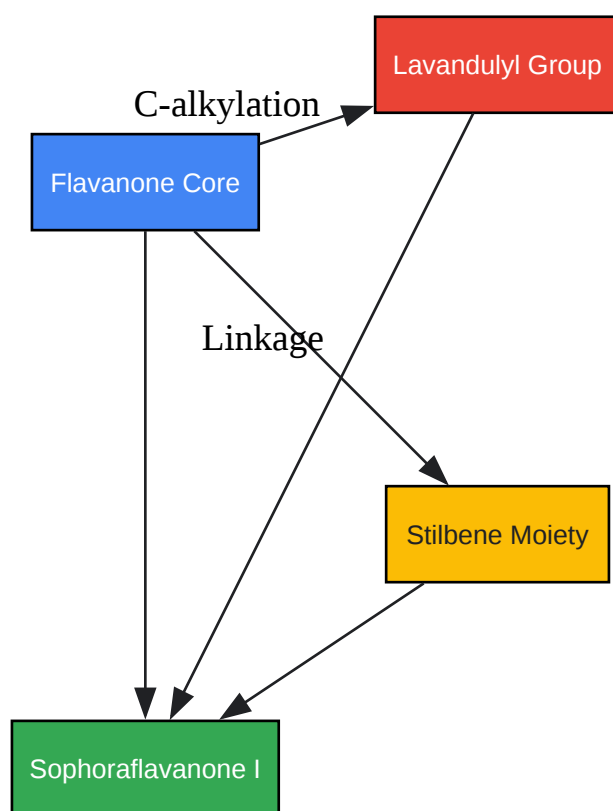 Lavandulyl Group
C-alkylation
Flavanone Core
Linkage
Stilbene Moiety
Sophoraflavanone I